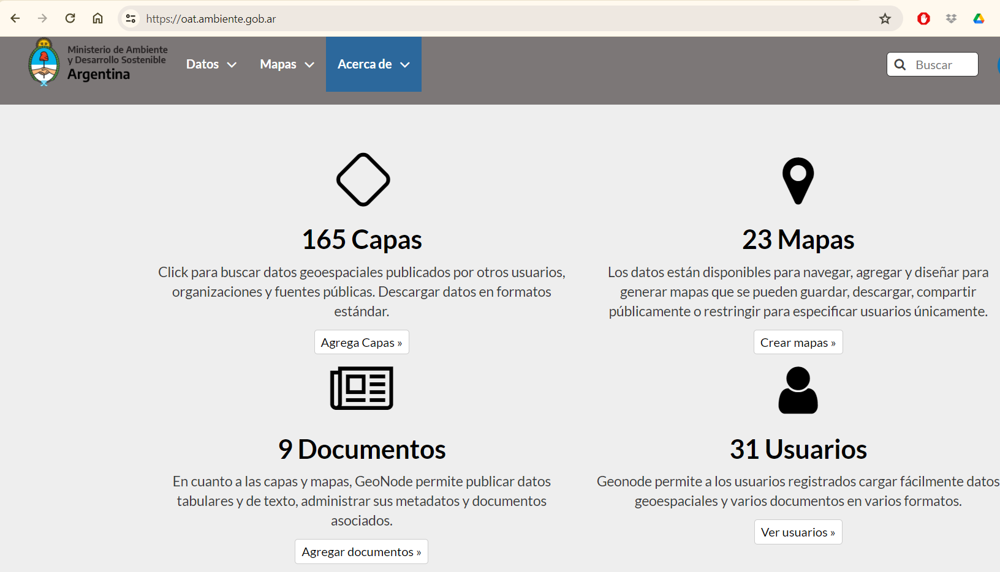 https://oat.ambiente.gob.ar
Ministerio de Ambiente
y Desarrollo Sostenible
Argentina
Datos
Mapas
Acerca de
Buscar
165 Capas
Click para buscar datos geoespaciales publicados por otros usuarios,
organizaciones y fuentes públicas. Descargar datos en formatos
estándar.
Agrega Capas »
23 Mapas
Los datos están disponibles para navegar, agregar y diseñar para
generar mapas que se pueden guardar, descargar, compartir
públicamente o restringir para especificar usuarios únicamente.
Crear mapas »
9 Documentos
En cuanto a las capas y mapas, GeoNode permite publicar datos
tabulares y de texto, administrar sus metadatos y documentos
asociados.
Agregar documentos »
31 Usuarios
Geonode permite a los usuarios registrados cargar fácilmente datos
geoespaciales y varios documentos en varios formatos.
Ver usuarios »